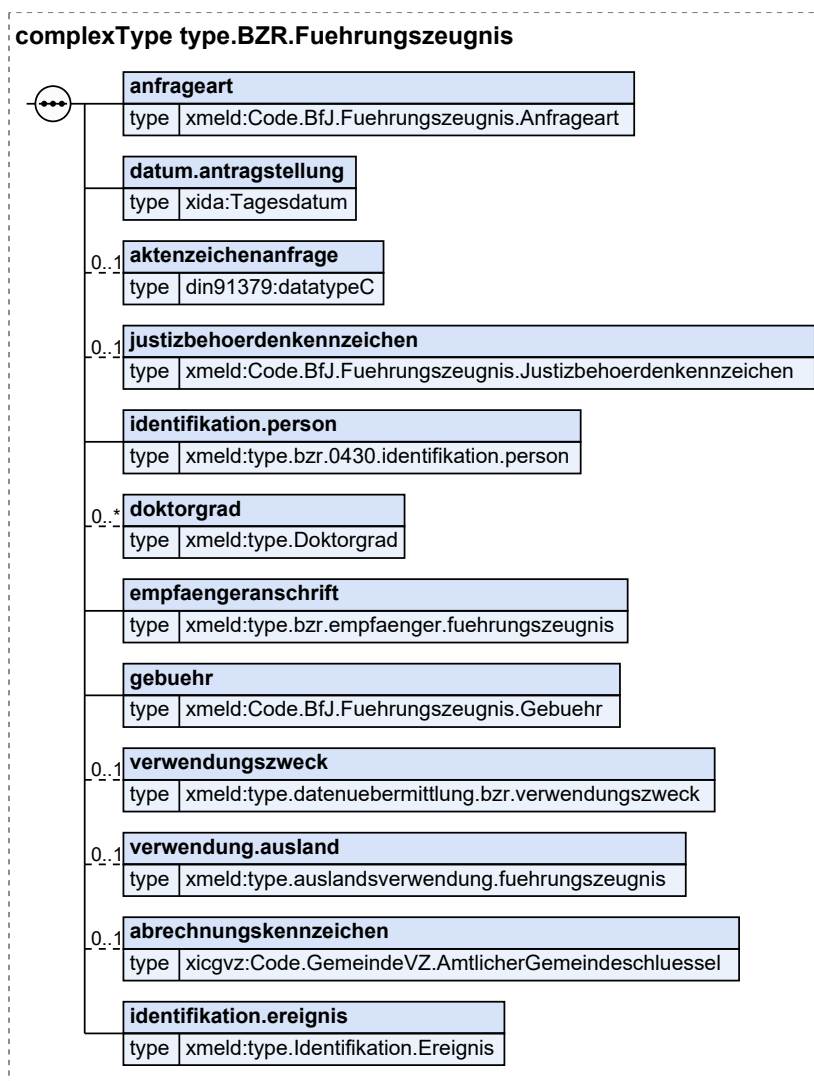 complexType type.BZR.Fuehrungszeugnis
anfrageart
type xmeld:Code.BfJ.Fuehrungszeugnis.Anfrageart
datum.antragstellung
type xida:Tagesdatum
0..1 aktenzeichenanfrage
type din91379:datatypeC
0..1 justizbehoerdenkennzeichen
type xmeld:Code.BfJ.Fuehrungszeugnis.Justizbehoerdenkennzeichen
identifikation.person
type xmeld:type.bzr.0430.identifikation.person
0..* doktorgrad
type xmeld:type.Doktorgrad
empfaengeranschrift
type xmeld:type.bzr.empfaenger.fuehrungszeugnis
gebuehr
type xmeld:Code.BfJ.Fuehrungszeugnis.Gebuehr
0..1 verwendungszweck
type xmeld:type.datenuebermittlung.bzr.verwendungszweck
0..1 verwendung.ausland
type xmeld:type.auslandsverwendung.fuehrungszeugnis
0..1 abrechnungskennzeichen
type xicgvz:Code.GemeindeVZ.AmtlicherGemeindeschluessel
identifikation.ereignis
type xmeld:type.Identifikation.Ereignis